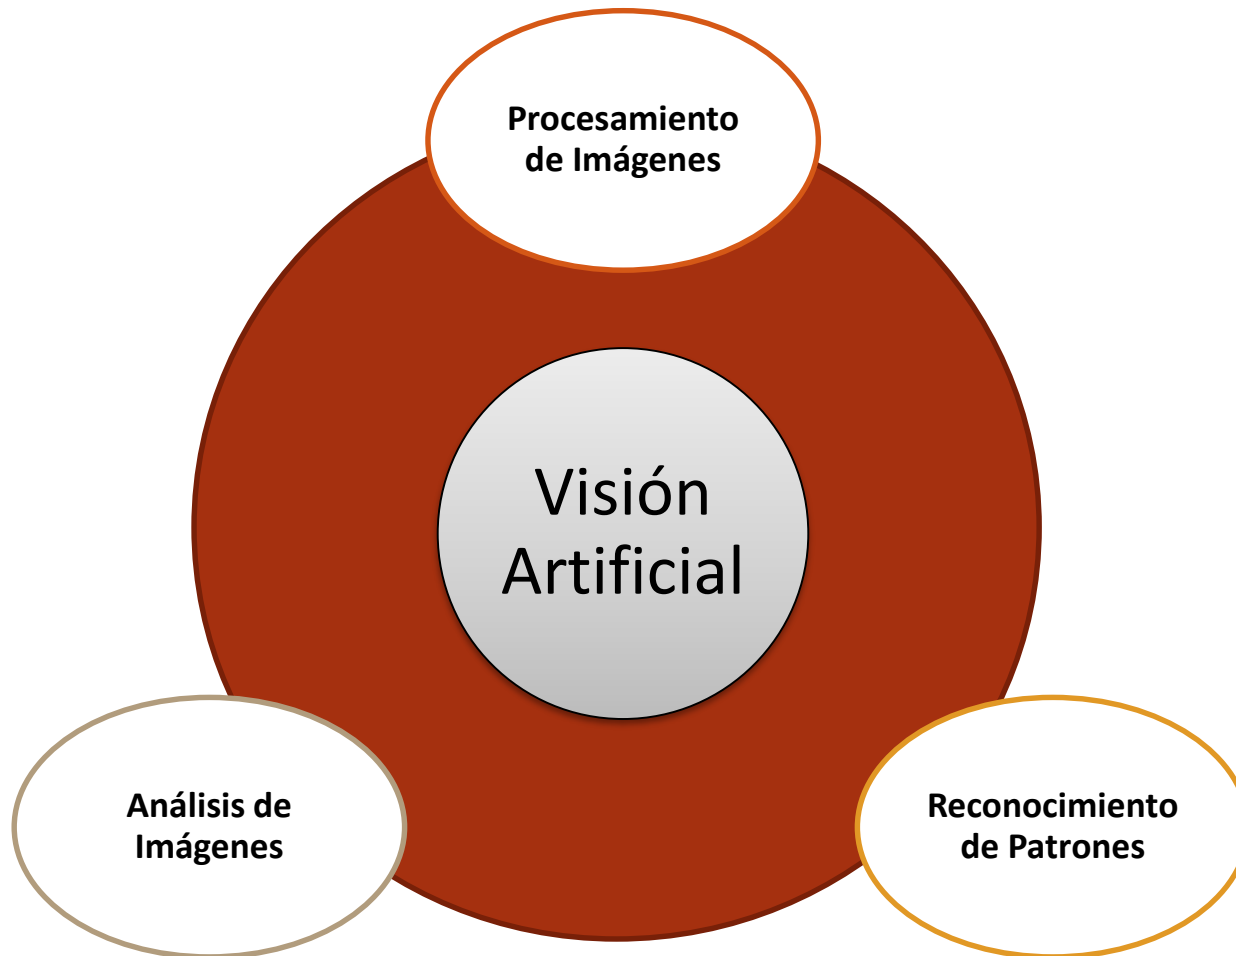 Procesamiento
de Imágenes
Visión
Artificial
Análisis de
Imágenes
Reconocimiento
de Patrones